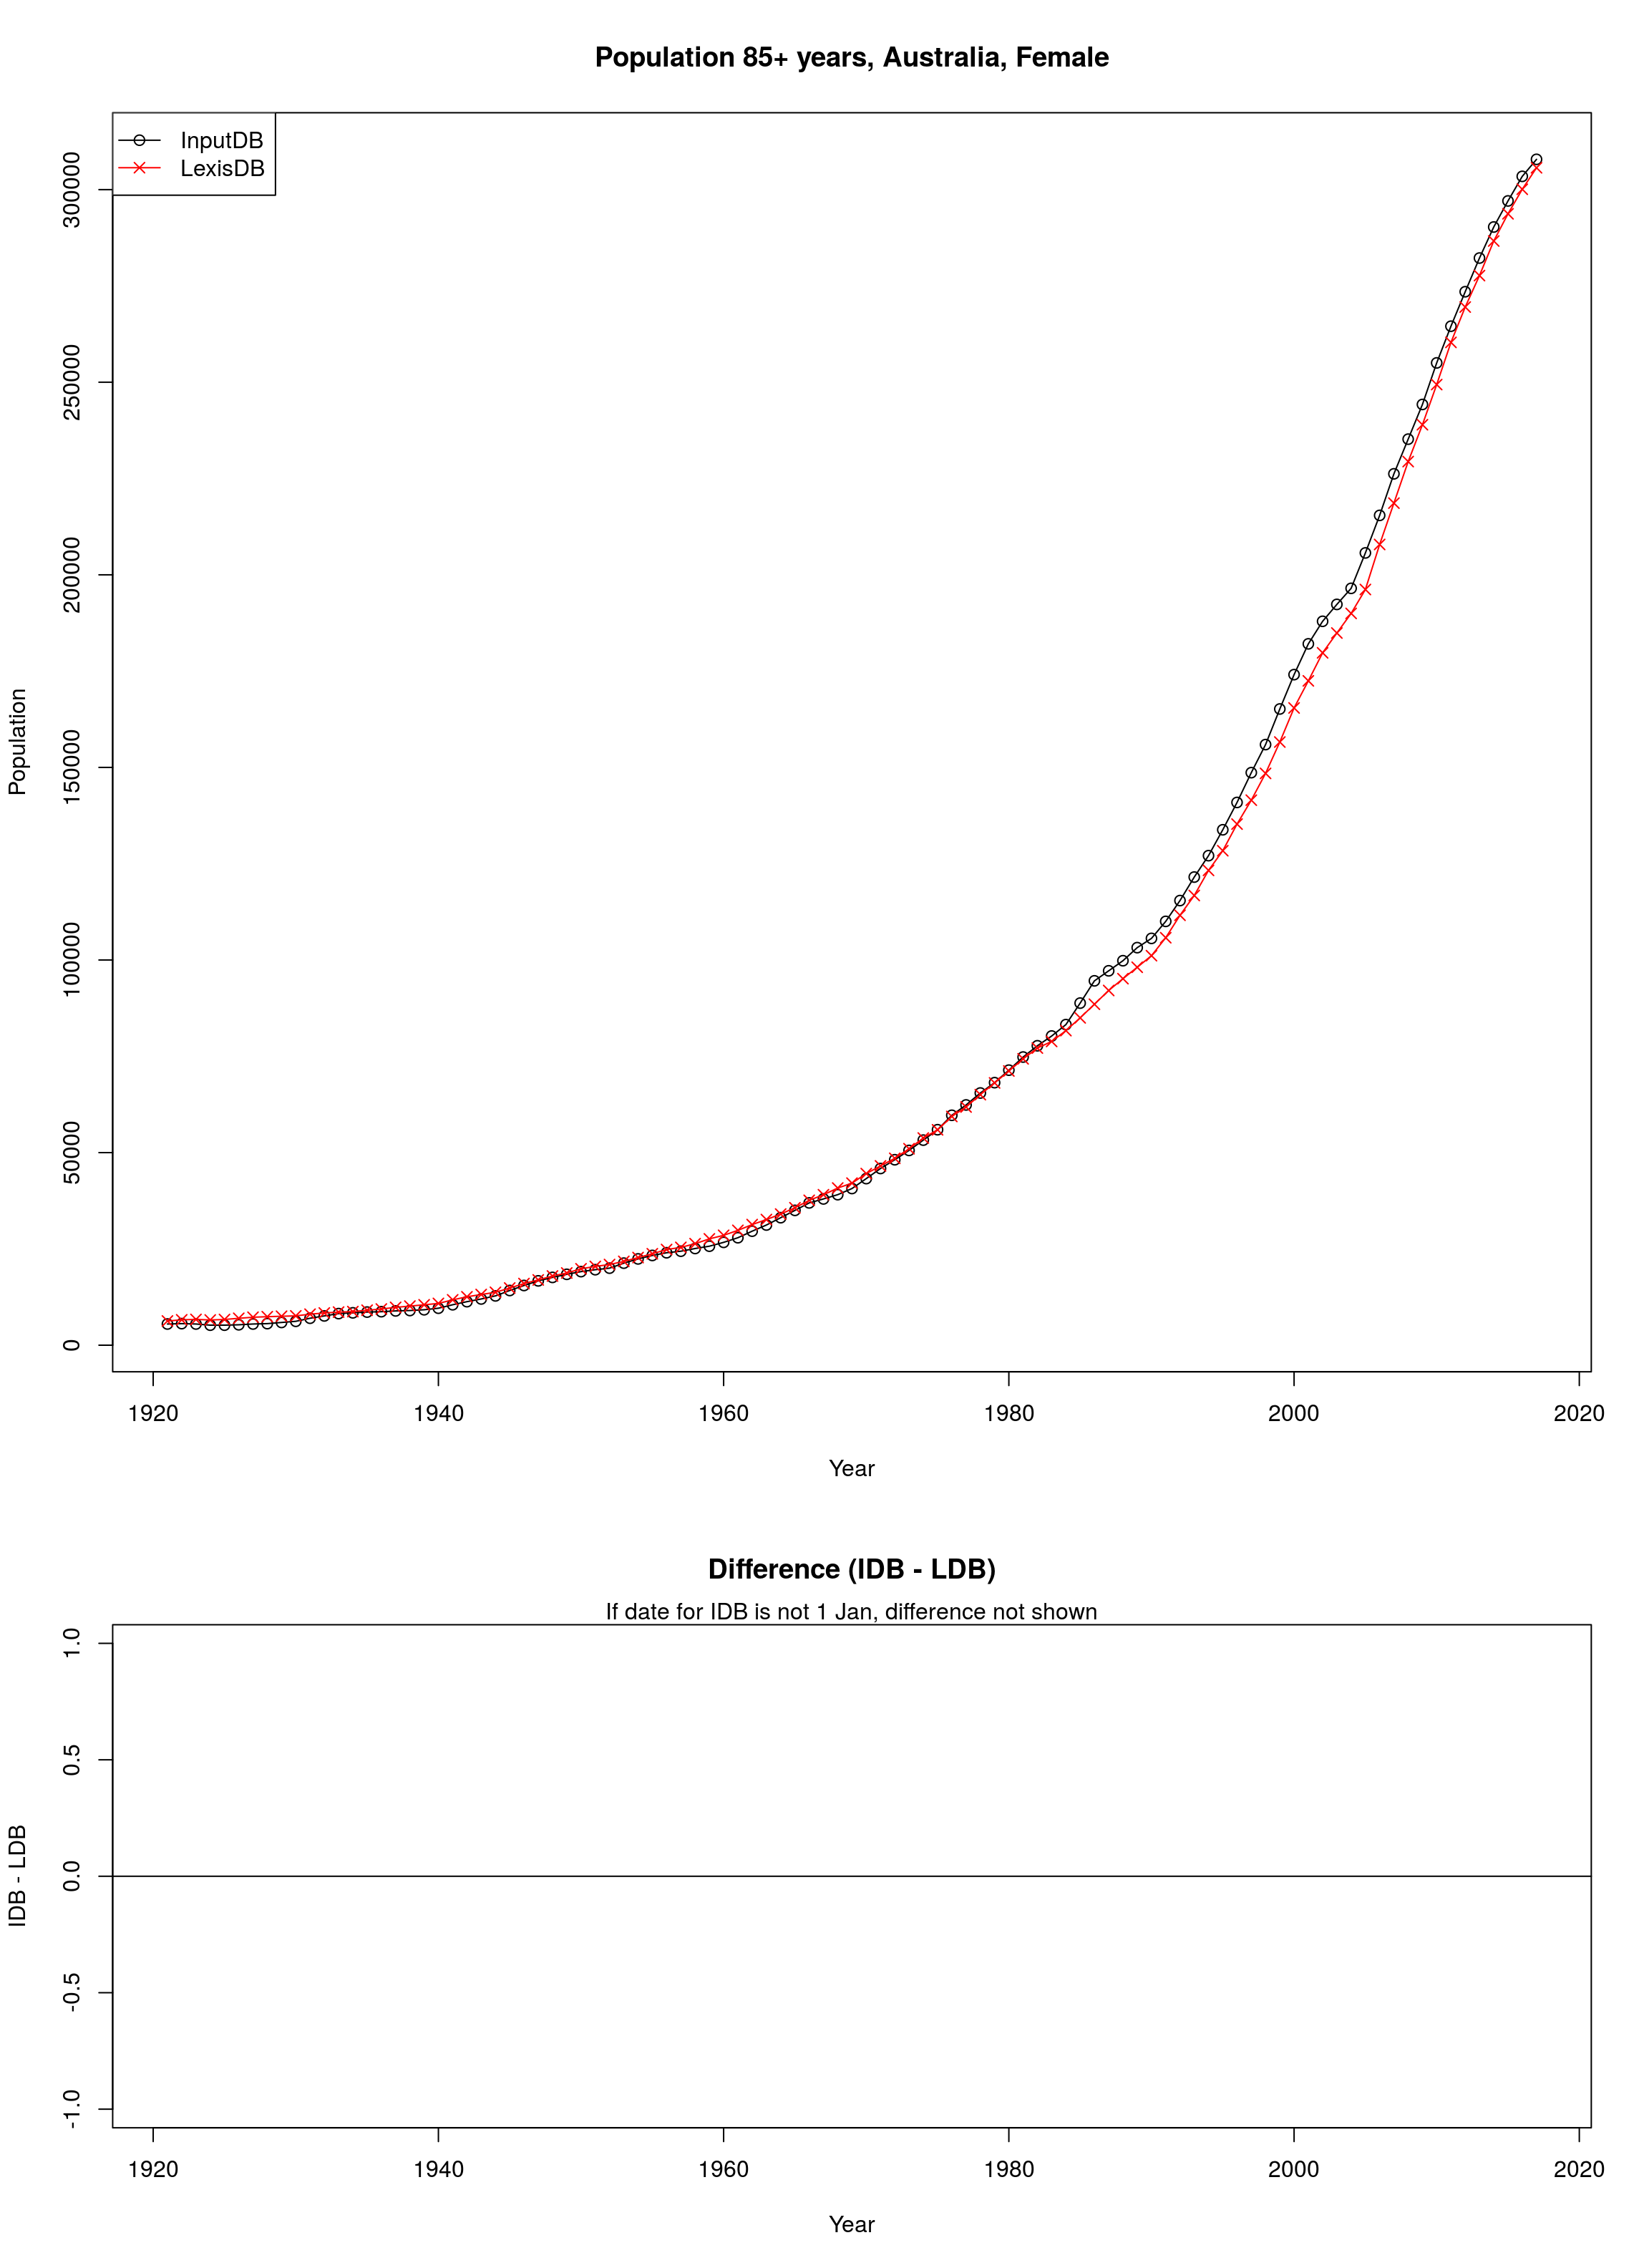 Population 85+ years, Australia, Female
InputDB
LexisDB
Population
300000
250000
200000
150000
100000
50000
0
1920 1940 1960 1980 2000 2020
Year
Difference (IDB - LDB)
If date for IDB is not 1 Jan, difference not shown
IDB - LDB
1.0
0.5
0.0
-0.5
-1.0
1920 1940 1960 1980 2000 2020
Year